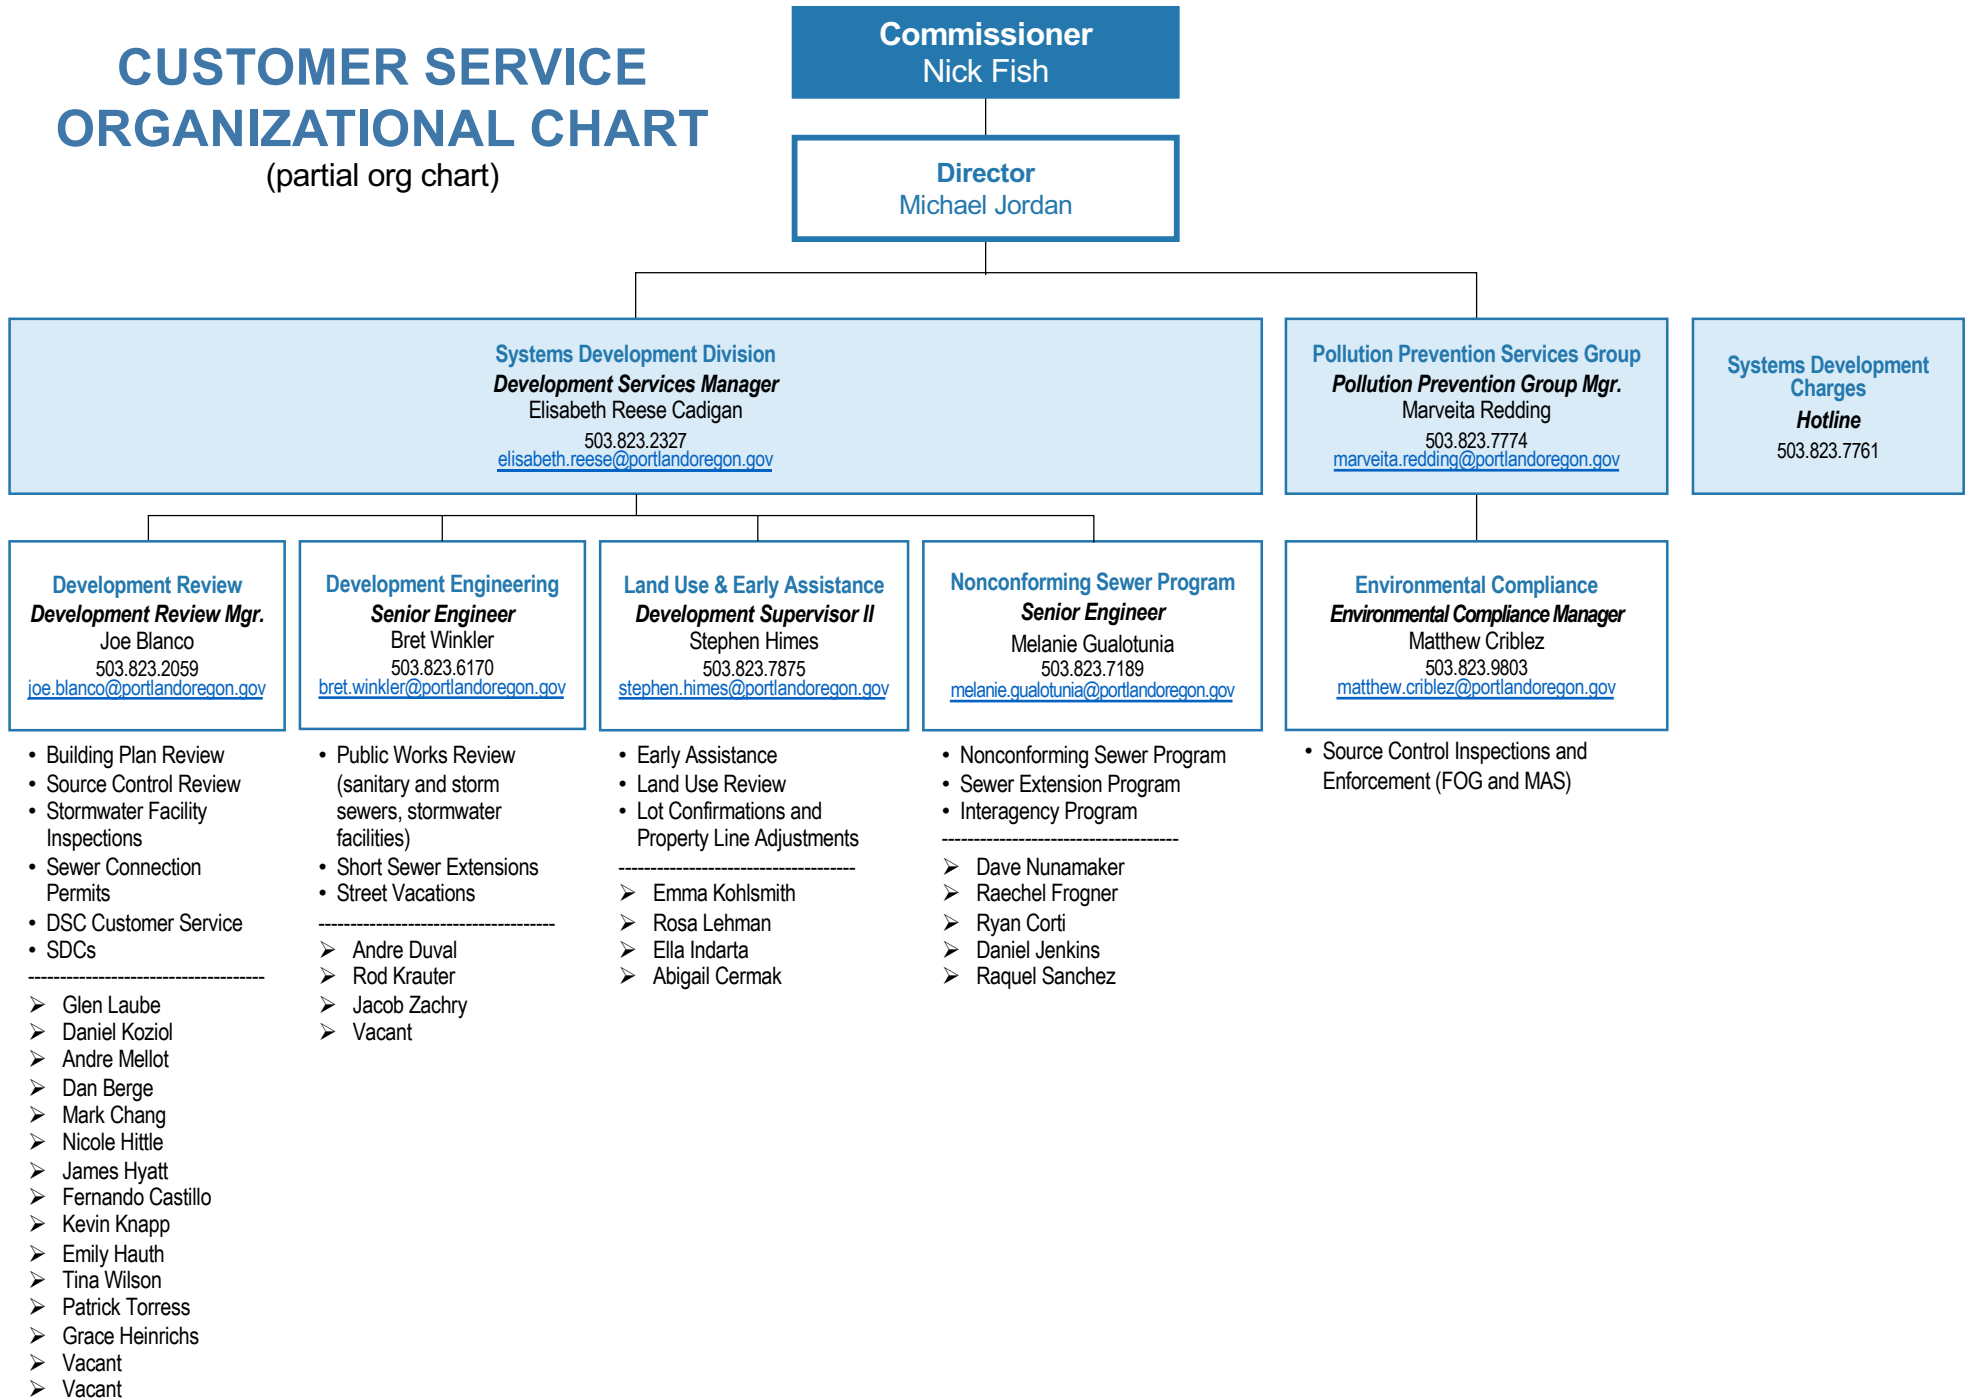 CUSTOMER SERVICE
ORGANIZATIONAL CHART
(partial org chart)
Commissioner
Nick Fish
Director
Michael Jordan
Systems Development Division
Development Services Manager
Elisabeth Reese Cadigan
503.823.2327
elisabeth.reese@portlandoregon.gov
Pollution Prevention Services Group
Pollution Prevention Group Mgr.
Marveita Redding
503.823.7774
marveita.redding@portlandoregon.gov
Systems Development
Charges
Hotline
503.823.7761
Development Review
Development Review Mgr.
Joe Blanco
503.823.2059
joe.blanco@portlandoregon.gov
• Building Plan Review
• Source Control Review
• Stormwater Facility
Inspections
• Sewer Connection
Permits
• DSC Customer Service
• SDCs
-------------------------------------
➢ Glen Laube
➢ Daniel Koziol
➢ Andre Mellot
➢ Dan Berge
➢ Mark Chang
➢ Nicole Hittle
➢ James Hyatt
➢ Fernando Castillo
➢ Kevin Knapp
➢ Emily Hauth
➢ Tina Wilson
➢ Patrick Torress
➢ Grace Heinrichs
➢ Vacant
➢ Vacant
Development Engineering
Senior Engineer
Bret Winkler
503.823.6170
bret.winkler@portlandoregon.gov
• Public Works Review
(sanitary and storm
sewers, stormwater
facilities)
• Short Sewer Extensions
• Street Vacations
-------------------------------------
➢ Andre Duval
➢ Rod Krauter
➢ Jacob Zachry
➢ Vacant
Land Use & Early Assistance
Development Supervisor II
Stephen Himes
503.823.7875
stephen.himes@portlandoregon.gov
• Early Assistance
• Land Use Review
• Lot Confirmations and
Property Line Adjustments
-------------------------------------
➢ Emma Kohlsmith
➢ Rosa Lehman
➢ Ella Indarta
➢ Abigail Cermak
Nonconforming Sewer Program
Senior Engineer
Melanie Gualotunia
503.823.7189
melanie.gualotunia@portlandoregon.gov
• Nonconforming Sewer Program
• Sewer Extension Program
• Interagency Program
-------------------------------------
➢ Dave Nunamaker
➢ Raechel Frogner
➢ Ryan Corti
➢ Daniel Jenkins
➢ Raquel Sanchez
Environmental Compliance
Environmental Compliance Manager
Matthew Criblez
503.823.9803
matthew.criblez@portlandoregon.gov
• Source Control Inspections and
Enforcement (FOG and MAS)